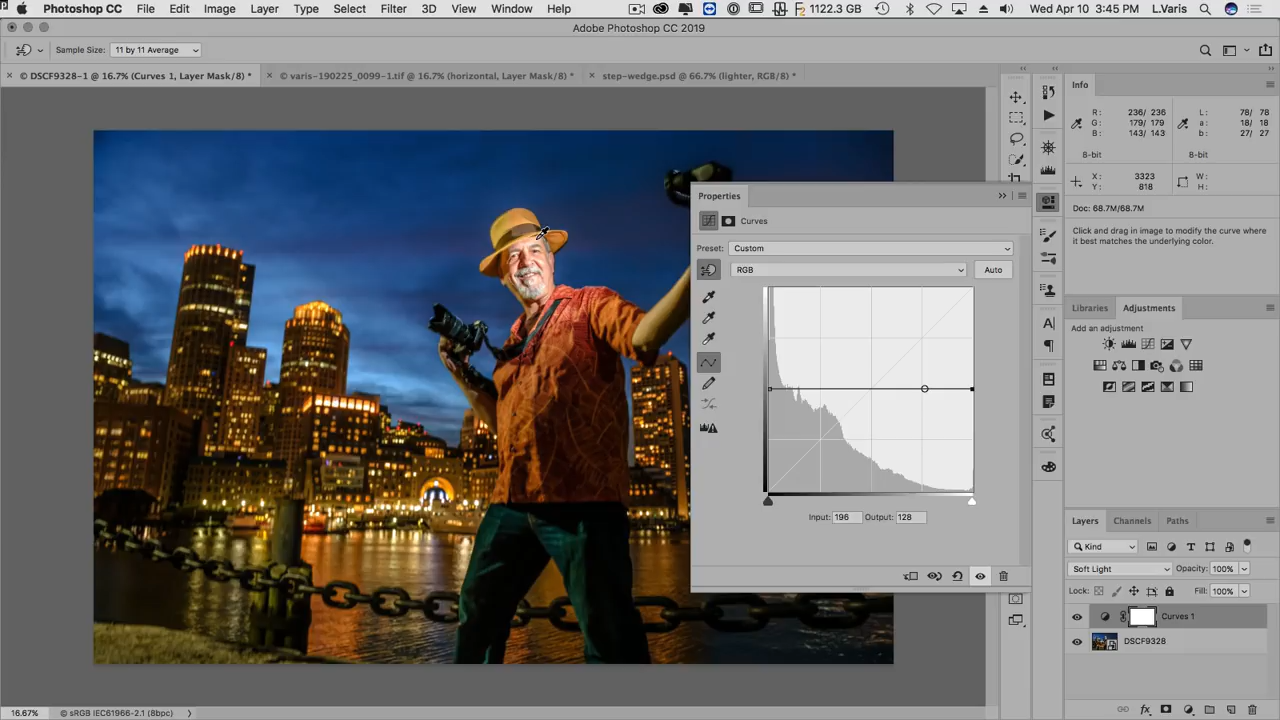 Photoshop CC File Edit Image Layer Type Select Filter 3D View Window Help 1122.3 GB Wed Apr 10 3:45 PM L.Varis
Adobe Photoshop CC 2019
Sample Size: 11 by 11 Average
× © DSCF9328-1 @ 16.7% (Curves 1, Layer Mask/8) * × © varis-190225_0099-1.tif @ 16.7% (horizontal, Layer Mask/8) * × step-wedge.psd @ 66.7% (lighter, RGB/8) *
Info
R: 236/ 236 L: 78/ 78
G: 179/ 179 a: 18/ 18
B: 143/ 143 b: 27/ 27
8-bit 8-bit
X: 3323 W:
Y: 818 H:
Doc: 68.7M/68.7M
Click and drag in image to modify the curve where it best matches the underlying color.
Properties
Curves
Preset: Custom
RGB Auto
Input: 196 Output: 128
Libraries Adjustments
Add an adjustment
Layers Channels Paths
Kind
Soft Light Opacity: 100%
Lock: Fill: 100%
Curves 1
DSCF9328
16.67% © sRGB IEC61966-2.1 (8bpc)